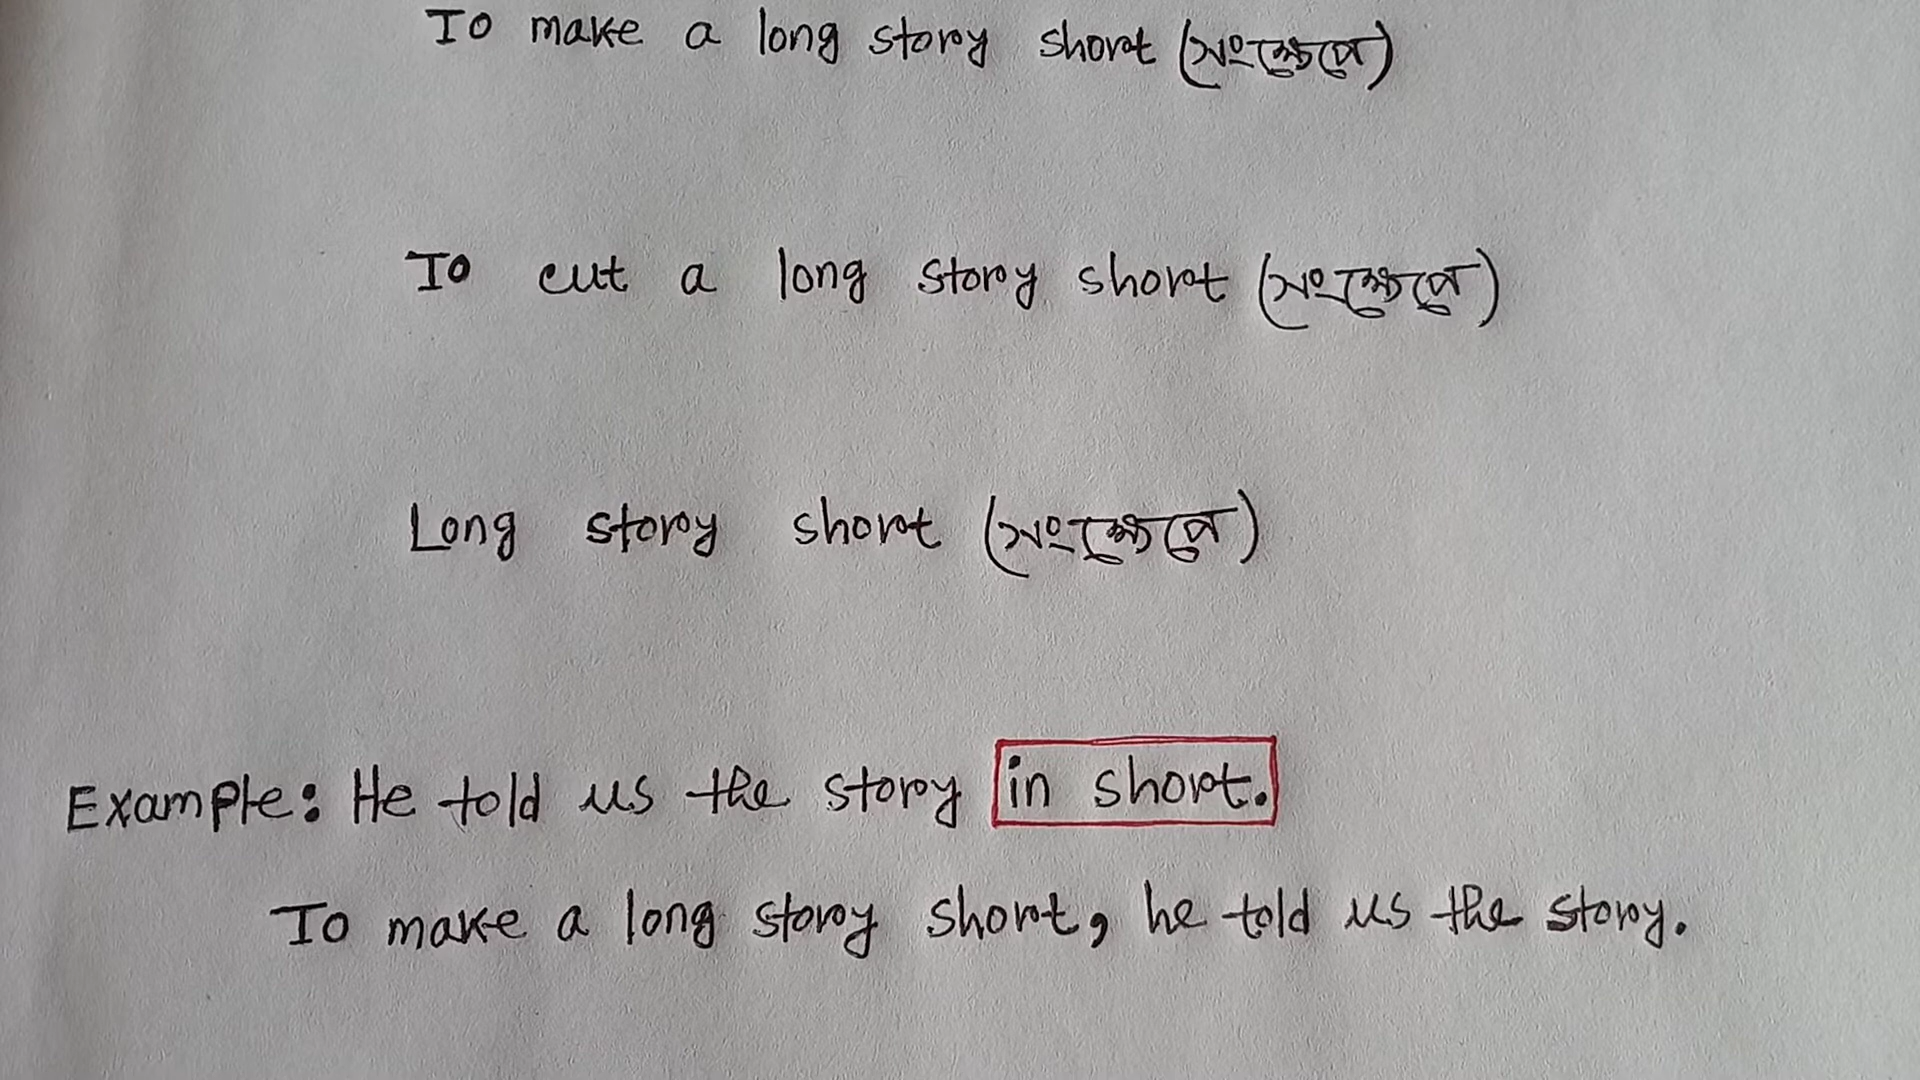 To make a long story short (সংক্ষেপে)
To cut a long story short (সংক্ষেপে)
Long story short (সংক্ষেপে)
Example: He told us the story in short.
To make a long story short, he told us the story.